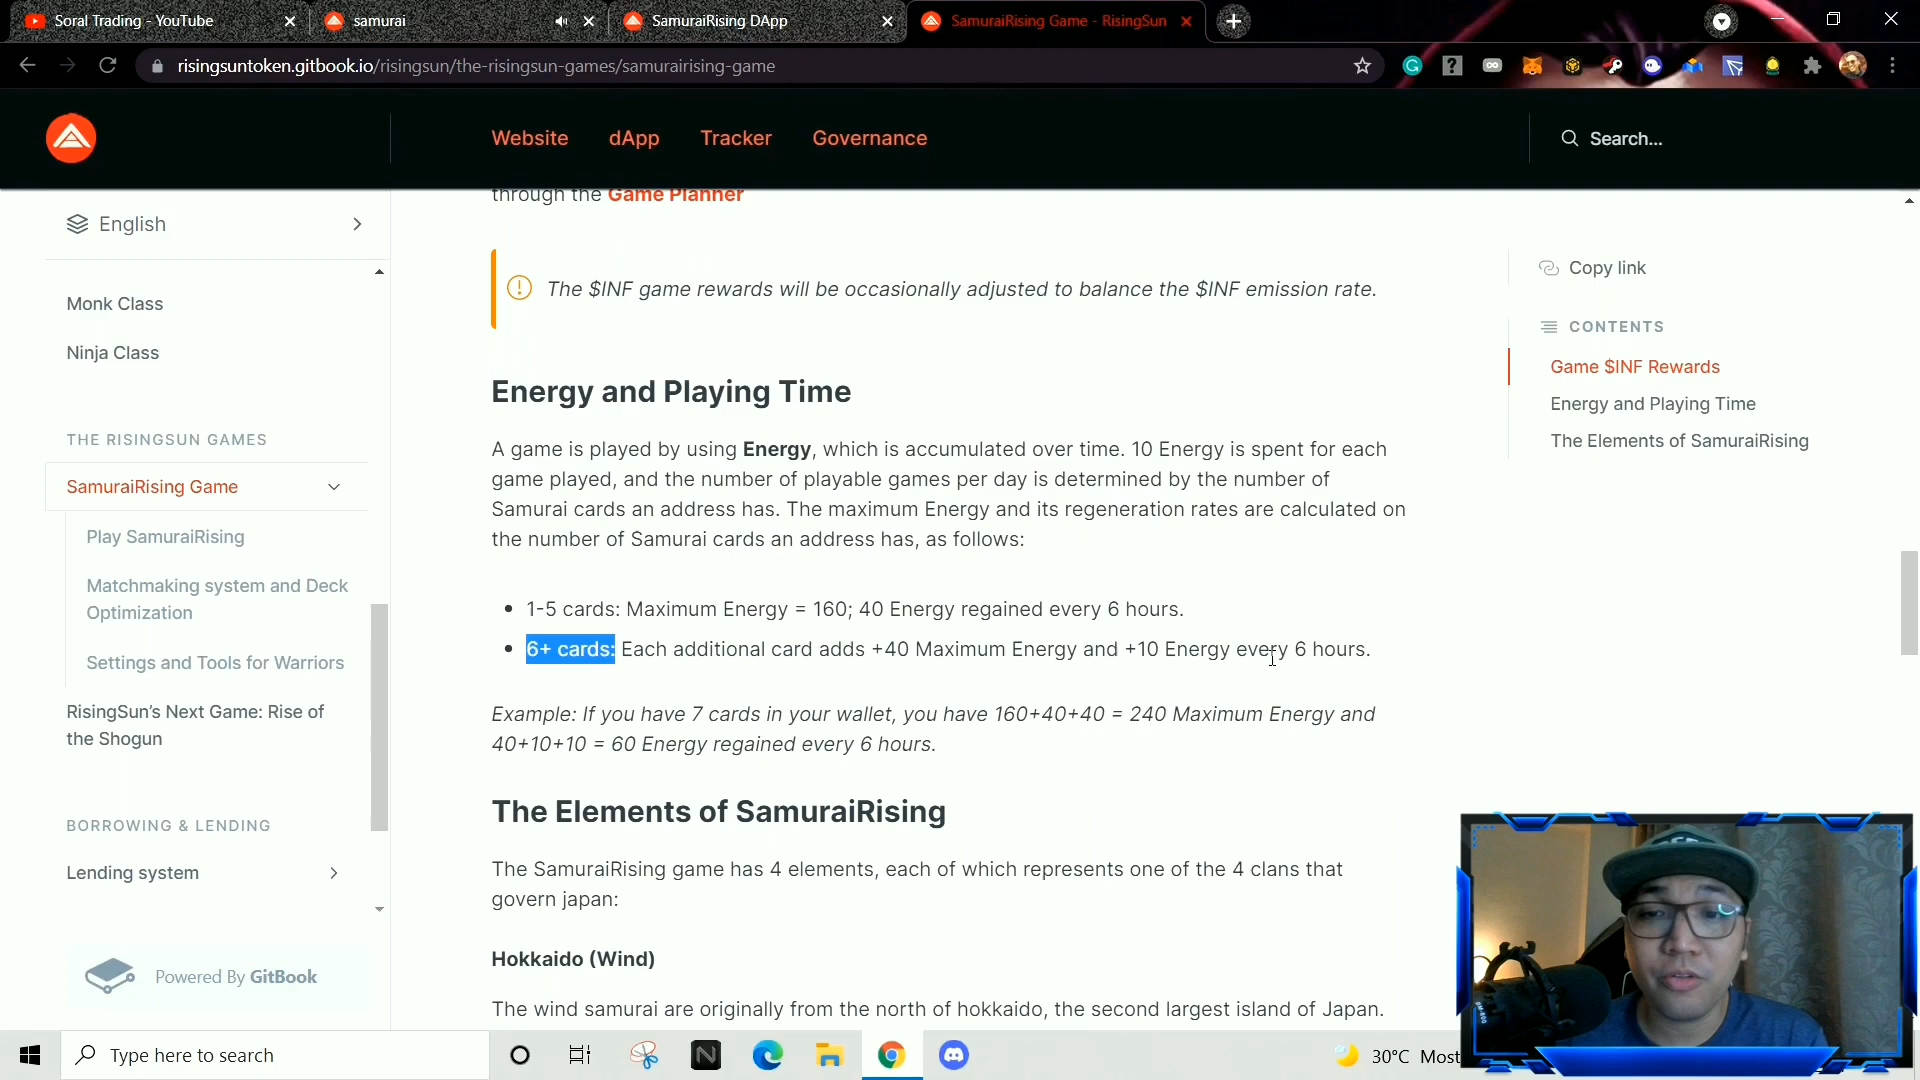 Soral Trading - YouTube
samurai
SamuraiRising DApp
SamuraiRising Game - RisingSun
risingsuntoken.gitbook.io/risingsun/the-risingsun-games/samurairising-game
Website
dApp
Tracker
Governance
Search...
English
Monk Class
Ninja Class
THE RISINGSUN GAMES
SamuraiRising Game
Play SamuraiRising
Matchmaking system and Deck
Optimization
Settings and Tools for Warriors
RisingSun's Next Game: Rise of
the Shogun
BORROWING & LENDING
Lending system
Powered By GitBook
through the Game Planner
The $INF game rewards will be occasionally adjusted to balance the $INF emission rate.
Energy and Playing Time
A game is played by using Energy, which is accumulated over time. 10 Energy is spent for each
game played, and the number of playable games per day is determined by the number of
Samurai cards an address has. The maximum Energy and its regeneration rates are calculated on
the number of Samurai cards an address has, as follows:
• 1-5 cards: Maximum Energy = 160; 40 Energy regained every 6 hours.
• 6+ cards: Each additional card adds +40 Maximum Energy and +10 Energy every 6 hours.
Example: If you have 7 cards in your wallet, you have 160+40+40 = 240 Maximum Energy and
40+10+10 = 60 Energy regained every 6 hours.
The Elements of SamuraiRising
The SamuraiRising game has 4 elements, each of which represents one of the 4 clans that
govern japan:
Hokkaido (Wind)
The wind samurai are originally from the north of hokkaido, the second largest island of Japan.
Copy link
CONTENTS
Game $INF Rewards
Energy and Playing Time
The Elements of SamuraiRising
Type here to search
30°C Most